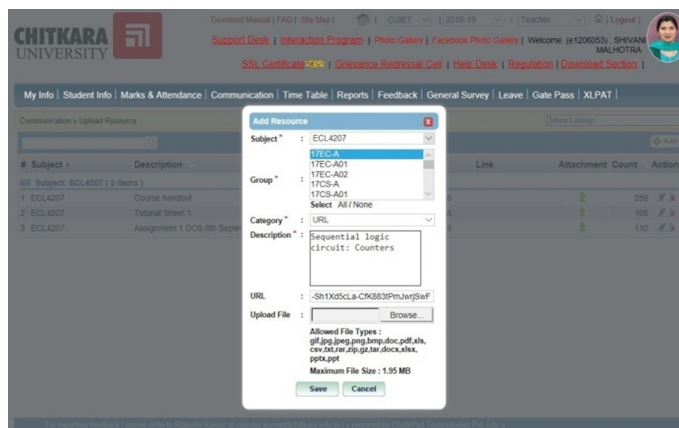 Download Manual | FAQ | Site Map | | CUIET | 2018-19 | Teacher | Logout |
CHITKARA
UNIVERSITY
Support Desk | Interaction Program | Photo Gallery | Facebook Photo Gallery | Welcome (e1206053) , SHIVANI
MALHOTRA
SSL Certificate | Grievance Redressal Cell | Help Desk | Regulation | Download Section |
My Info | Student Info | Marks & Attendance | Communication | Time Table | Reports | Feedback | General Survey | Leave | Gate Pass | XLPAT |
Communication » Upload Resource
Menu Lookup
Add
# Subject Description Link Attachment Count Action
Subject: ECL4207 ( 3 Items )
1 ECL4207 Course handout 259
2 ECL4207 Tutorial Sheet 1 105
3 ECL4207 Assignment 1 DOS 6th Septe 110
Add Resource
Subject * : ECL4207
Group * :
17EC-A
17EC-A01
17EC-A02
17CS-A
17CS-A01
Select All / None
Category * : URL
Description * : Sequential logic
circuit: Counters
URL : -Sh1Xd5cLa-CfK883tPmJwrjSwF
Upload File : Browse...
Allowed File Types :
gif,jpg,jpeg,png,bmp,doc,pdf,xls,
csv,txt,rar,zip,gz,tar,docx,xlsx,
pptx,ppt
Maximum File Size : 1.95 MB
Save Cancel